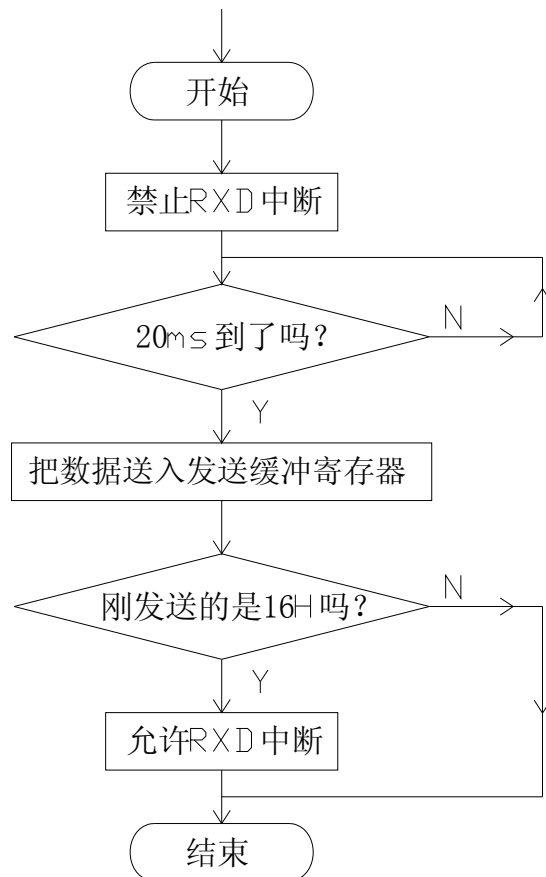 开始
禁止RXD中断
20ms到了吗?
N
Y
把数据送入发送缓冲寄存器
刚发送的是16H吗?
N
Y
允许RXD中断
结束